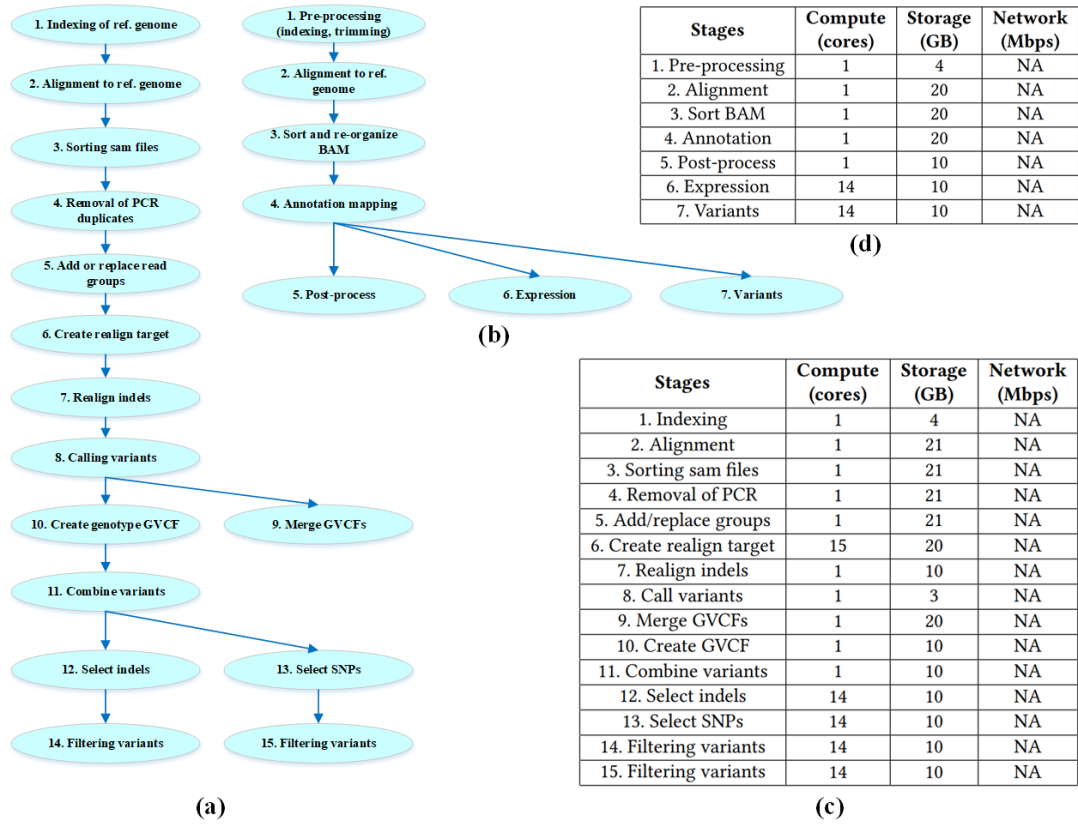 1. Indexing of ref. genome
2. Alignment to ref. genome
3. Sorting sam files
4. Removal of PCR
duplicates
5. Add or replace read
groups
6. Create realign target
7. Realign indels
8. Calling variants
10. Create genotype GVCF
9. Merge GVCFs
11. Combine variants
12. Select indels
13. Select SNPs
14. Filtering variants
15. Filtering variants
(a)
1. Pre-processing
(indexing, trimming)
2. Alignment to ref.
genome
3. Sort and re-organize
BAM
4. Annotation mapping
5. Post-process
6. Expression
7. Variants
(b)
Stages Compute (cores) Storage (GB) Network (Mbps)
1. Pre-processing 1 4 NA
2. Alignment 1 20 NA
3. Sort BAM 1 20 NA
4. Annotation 1 20 NA
5. Post-process 1 10 NA
6. Expression 14 10 NA
7. Variants 14 10 NA
(d)
Stages Compute (cores) Storage (GB) Network (Mbps)
1. Indexing 1 4 NA
2. Alignment 1 21 NA
3. Sorting sam files 1 21 NA
4. Removal of PCR 1 21 NA
5. Add/replace groups 1 21 NA
6. Create realign target 15 20 NA
7. Realign indels 1 10 NA
8. Call variants 1 3 NA
9. Merge GVCFs 1 20 NA
10. Create GVCF 1 10 NA
11. Combine variants 1 10 NA
12. Select indels 14 10 NA
13. Select SNPs 14 10 NA
14. Filtering variants 14 10 NA
15. Filtering variants 14 10 NA
(c)